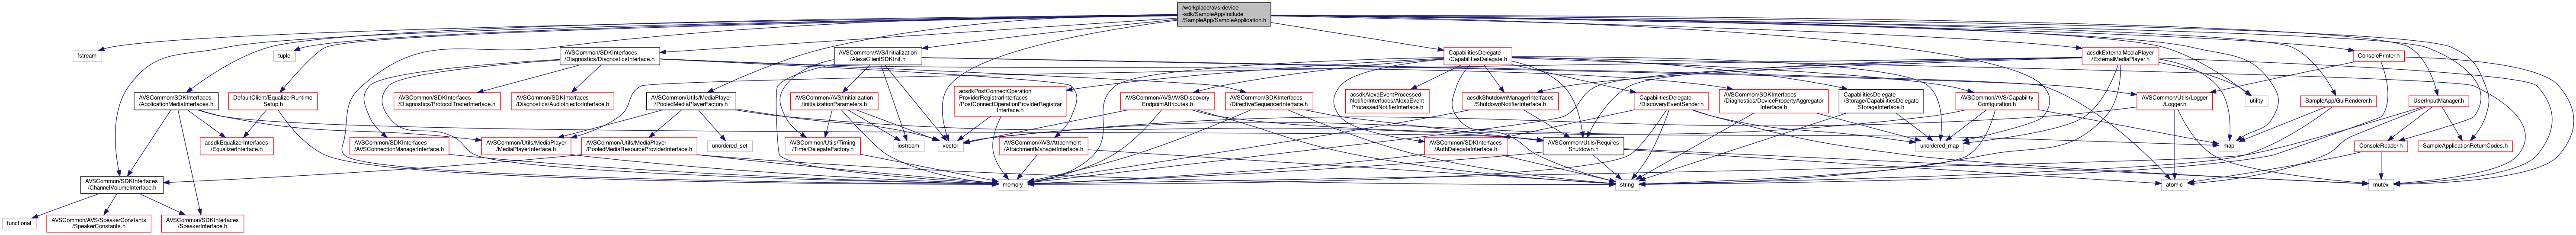 /workplace/avs-device
-sdk/SampleApp/include
/SampleApp/SampleApplication.h
fstream
tuple
AVSCommon/SDKInterfaces
/Diagnostics/DiagnosticsInterface.h
AVSCommon/AVS/Initialization
/AlexaClientSDKInit.h
CapabilitiesDelegate
/CapabilitiesDelegate.h
acsdkExternalMediaPlayer
/ExternalMediaPlayer.h
ConsolePrinter.h
AVSCommon/SDKInterfaces
/ApplicationMediaInterfaces.h
DefaultClient/EqualizerRuntime
Setup.h
AVSCommon/SDKInterfaces
/Diagnostics/ProtocolTracerInterface.h
AVSCommon/SDKInterfaces
/Diagnostics/AudioInjectorInterface.h
AVSCommon/Utils/MediaPlayer
/PooledMediaPlayerFactory.h
AVSCommon/AVS/Initialization
/InitializationParameters.h
acsdkPostConnectOperation
ProviderRegistrarInterfaces
/PostConnectOperationProviderRegistrar
Interface.h
AVSCommon/AVS/AVSDiscovery
EndpointAttributes.h
AVSCommon/SDKInterfaces
/DirectiveSequencerInterface.h
acsdkAlexaEventProcessed
NotifierInterfaces/AlexaEvent
ProcessedNotifierInterface.h
acsdkShutdownManagerInterfaces
/ShutdownNotifierInterface.h
CapabilitiesDelegate
/DiscoveryEventSender.h
AVSCommon/SDKInterfaces
/Diagnostics/DevicePropertyAggregator
Interface.h
CapabilitiesDelegate
/Storage/CapabilitiesDelegate
StorageInterface.h
AVSCommon/AVS/Capability
Configuration.h
AVSCommon/Utils/Logger
/Logger.h
utility
SampleApp/GuiRenderer.h
UserInputManager.h
acsdkEqualizerInterfaces
/EqualizerInterface.h
AVSCommon/SDKInterfaces
/AVSConnectionManagerInterface.h
AVSCommon/Utils/MediaPlayer
/MediaPlayerInterface.h
AVSCommon/Utils/MediaPlayer
/PooledMediaResourceProviderInterface.h
unordered_set
AVSCommon/Utils/Timing
/TimerDelegateFactory.h
iostream
vector
AVSCommon/AVS/Attachment
/AttachmentManagerInterface.h
AVSCommon/SDKInterfaces
/AuthDelegateInterface.h
AVSCommon/Utils/Requires
Shutdown.h
unordered_map
map
ConsoleReader.h
SampleApplicationReturnCodes.h
AVSCommon/SDKInterfaces
/ChannelVolumeInterface.h
memory
string
atomic
mutex
functional
AVSCommon/AVS/SpeakerConstants
/SpeakerConstants.h
AVSCommon/SDKInterfaces
/SpeakerInterface.h